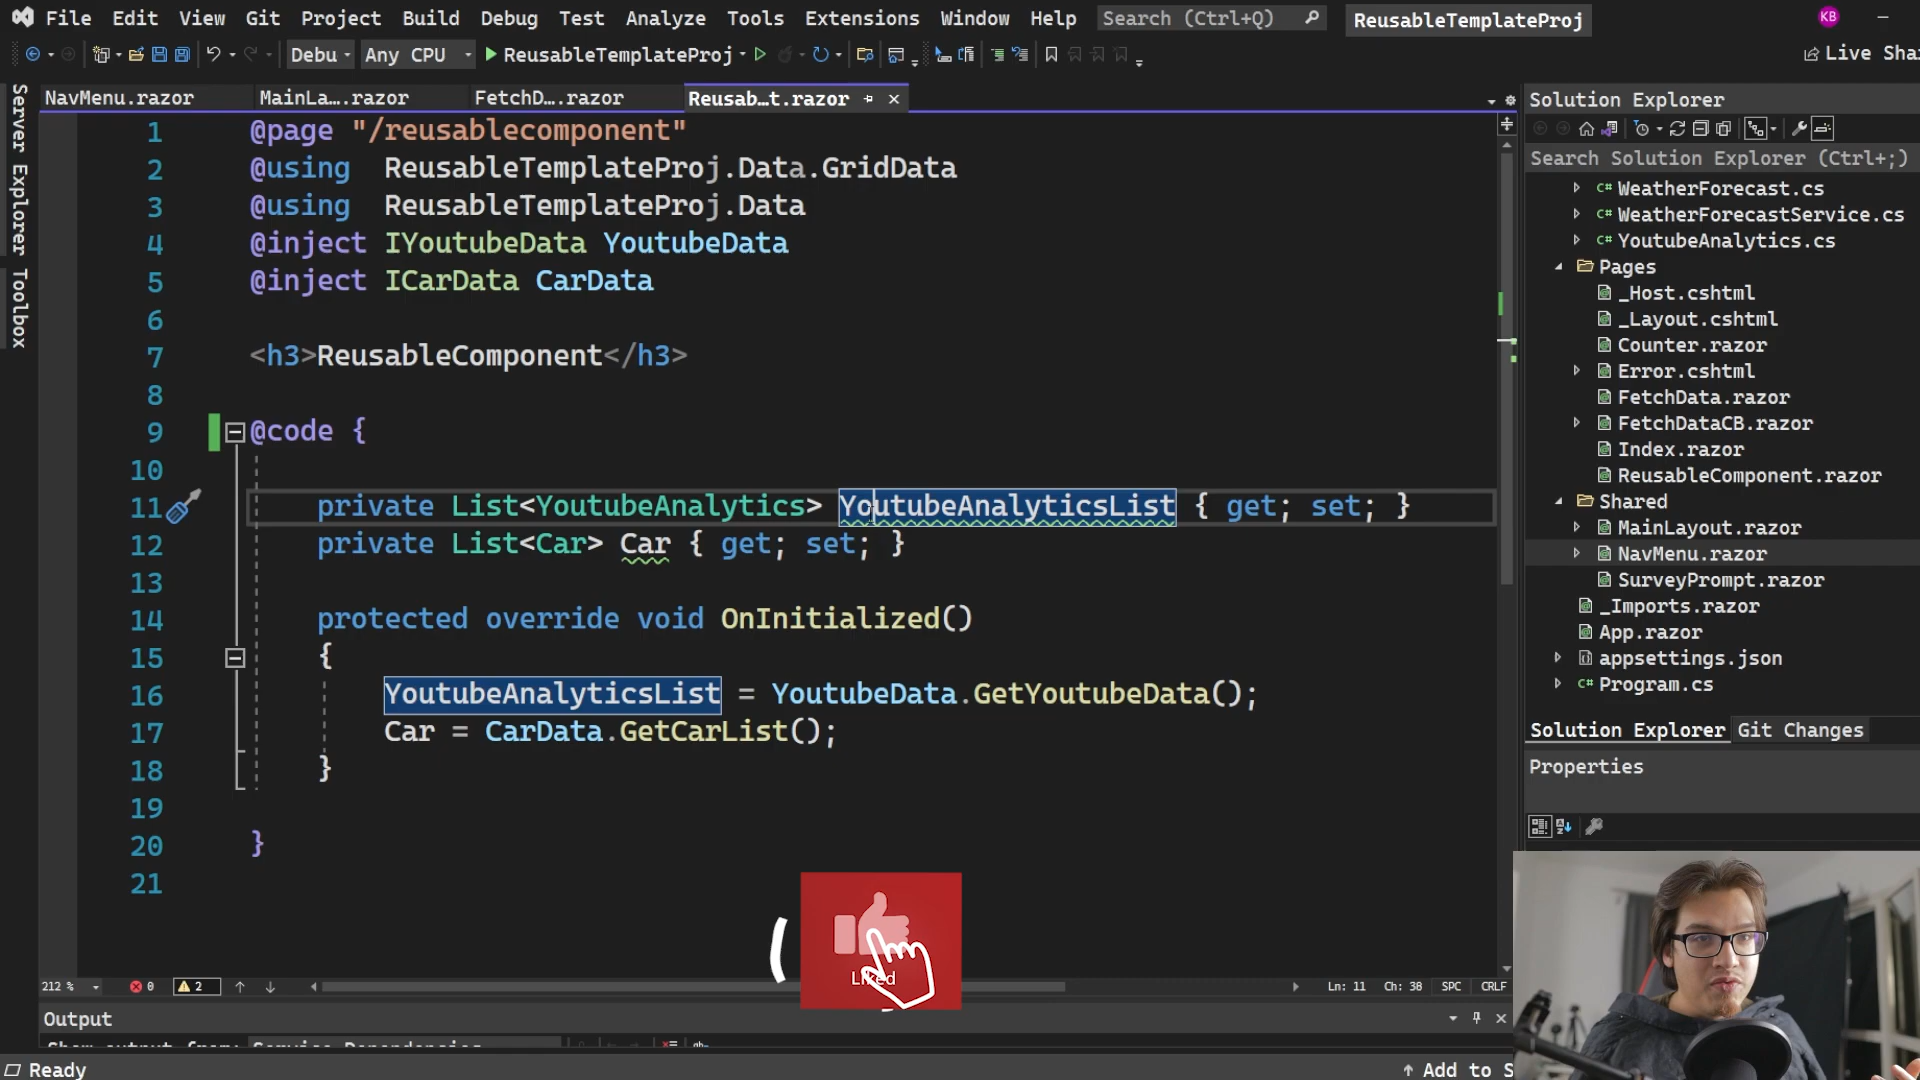 File Edit View Git Project Build Debug Test Analyze Tools Extensions Window Help Search (Ctrl+Q) ReusableTemplateProj KB
Debu Any CPU ReusableTemplateProj Live Shar
Server Explorer
Toolbox
NavMenu.razor MainLa....razor FetchD....razor Reusab...t.razor
1 @page "/reusablecomponent"
2 @using ReusableTemplateProj.Data.GridData
3 @using ReusableTemplateProj.Data
4 @inject IYoutubeData YoutubeData
5 @inject ICarData CarData
6
7 <h3>ReusableComponent</h3>
8
9 @code {
10
11 private List<YoutubeAnalytics> YoutubeAnalyticsList { get; set; }
12 private List<Car> Car { get; set; }
13
14 protected override void OnInitialized()
15 {
16 YoutubeAnalyticsList = YoutubeData.GetYoutubeData();
17 Car = CarData.GetCarList();
18 }
19
20 }
21
212 % 0 2 Ln: 11 Ch: 38 SPC CRLF
Liked
Output
Show output from: Service Dependencies
Ready Add to S
Solution Explorer
Search Solution Explorer (Ctrl+;)
C# WeatherForecast.cs
C# WeatherForecastService.cs
C# YoutubeAnalytics.cs
Pages
_Host.cshtml
_Layout.cshtml
Counter.razor
Error.cshtml
FetchData.razor
FetchDataCB.razor
Index.razor
ReusableComponent.razor
Shared
MainLayout.razor
NavMenu.razor
SurveyPrompt.razor
_Imports.razor
App.razor
appsettings.json
C# Program.cs
Solution Explorer Git Changes
Properties